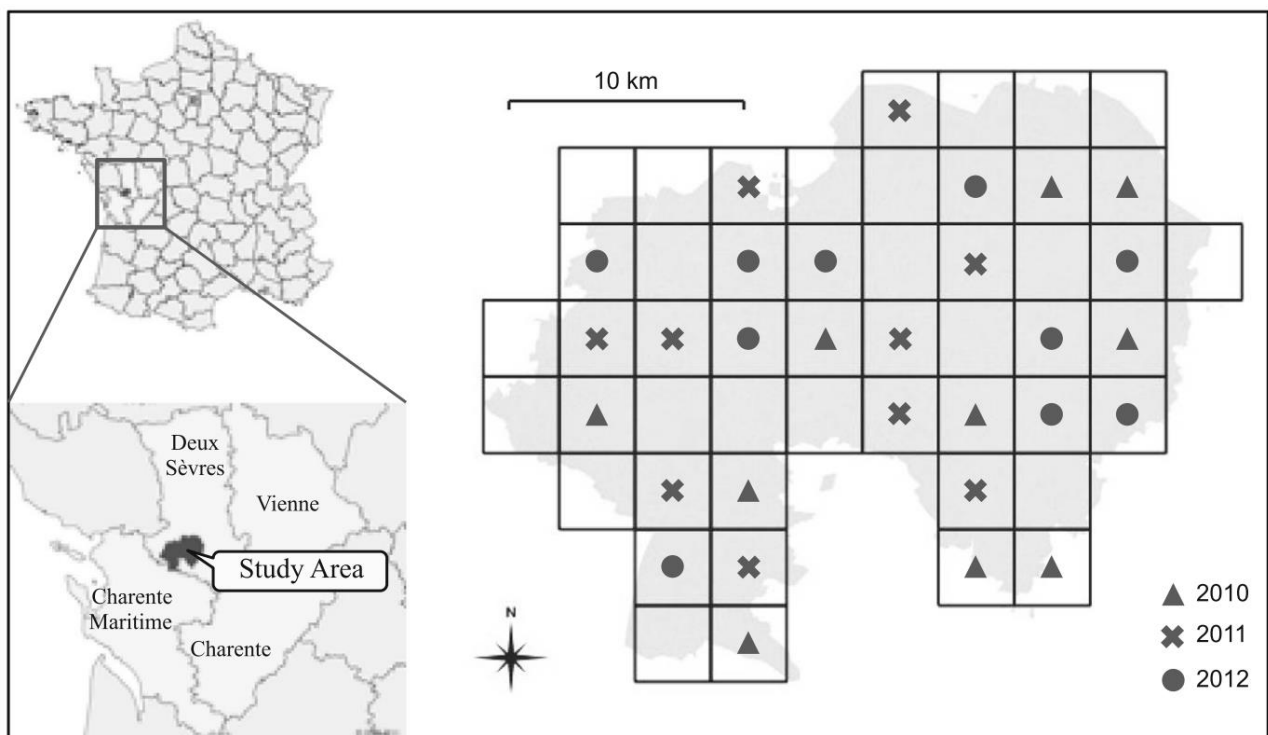 10 km
Deux
Sèvres
Vienne
Study Area
Charente
Maritime
Charente
N
2010
2011
2012